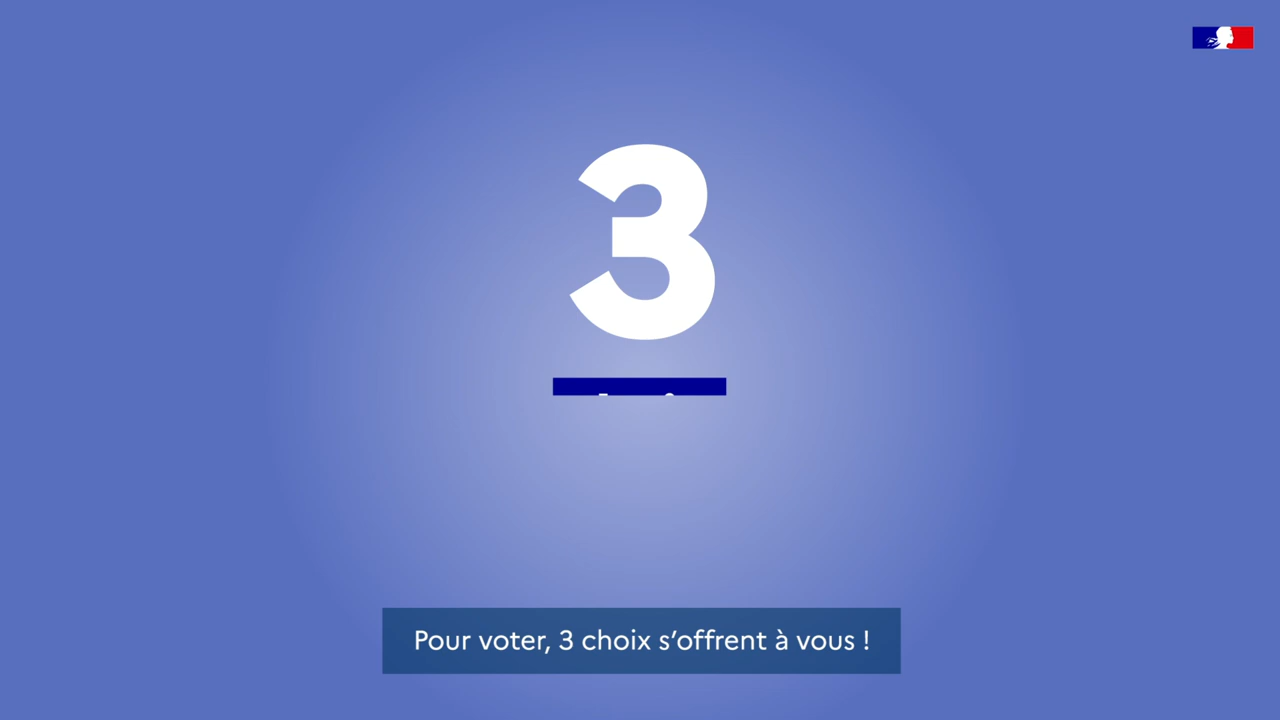 3
Pour voter, 3 choix s’offrent à vous !